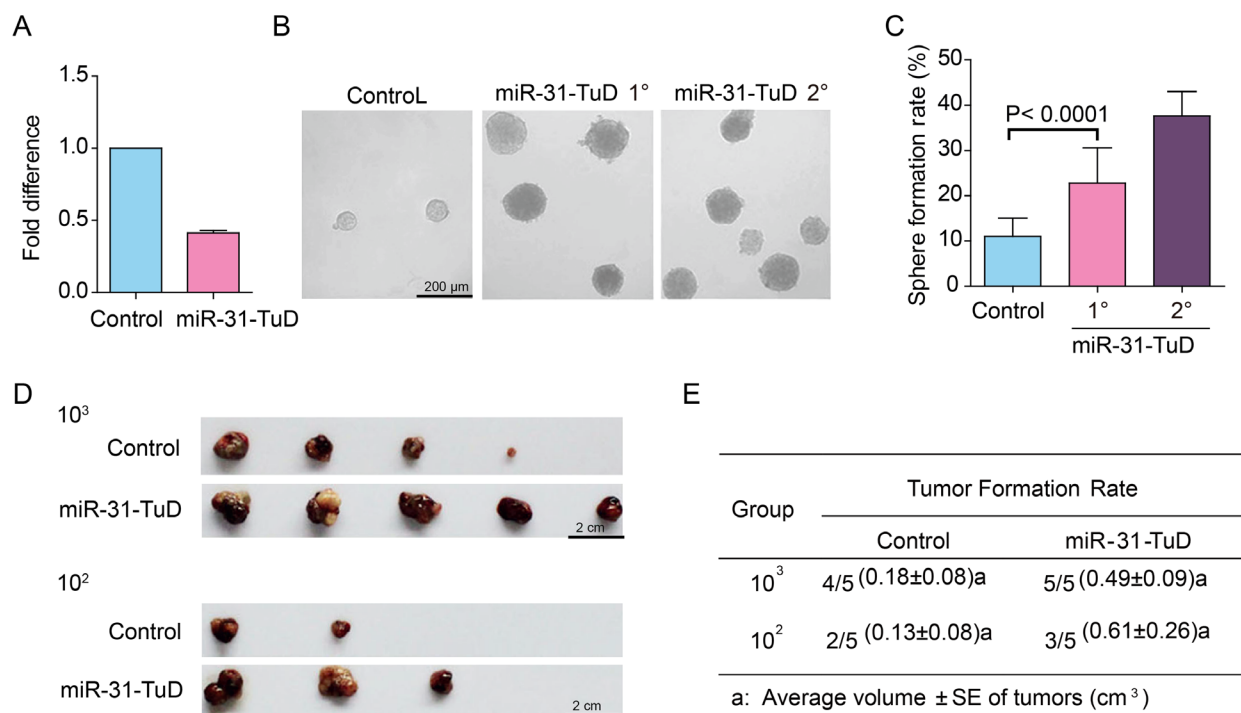 A
Fold difference
1.5
1.0
0.5
0.0
Control
miR-31-TuD
B
ControL
miR-31-TuD 1°
miR-31-TuD 2°
200 µm
C
Sphere formation rate (%)
50
40
30
20
10
0
P< 0.0001
Control
1°
2°
miR-31-TuD
D
10³
Control
miR-31-TuD
2 cm
10²
Control
miR-31-TuD
2 cm
E
Group
Tumor Formation Rate
Control miR-31-TuD
10³ 4/5 (0.18±0.08)a 5/5 (0.49±0.09)a
10² 2/5 (0.13±0.08)a 3/5 (0.61±0.26)a
a: Average volume ±SE of tumors (cm³)